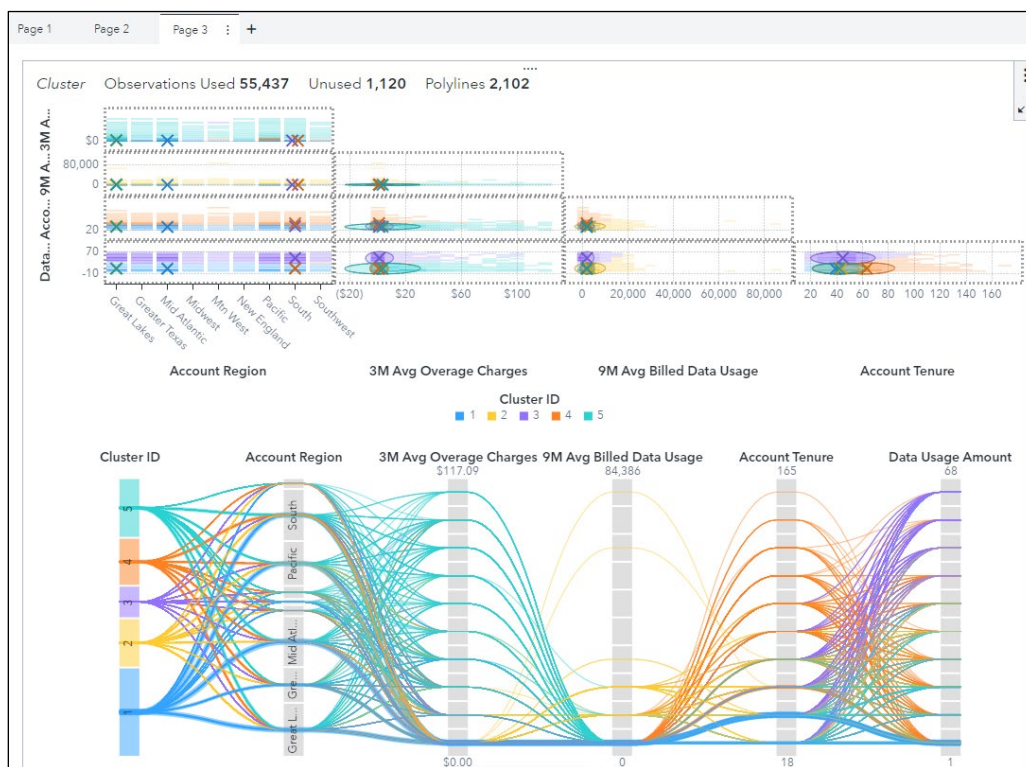 Page 1 Page 2 Page 3 +
Cluster Observations Used 55,437 Unused 1,120 Polylines 2,102
3M A...
$0
9M A...
80,000
0
Acco...
20
Data...
70
-10
Great Lakes
Greater Texas
Mid Atlantic
Midwest
Mtn West
New England
Pacific
South
Southwest
($20) $20 $60 $100
0 20,000 40,000 60,000 80,000
20 40 60 80 100 120 140 160
Account Region 3M Avg Overage Charges 9M Avg Billed Data Usage Account Tenure
Cluster ID
1 2 3 4 5
Cluster ID Account Region 3M Avg Overage Charges 9M Avg Billed Data Usage Account Tenure Data Usage Amount
$117.09 84,386 165 68
5
4
3
2
1
South
Pacific
Mid Atl...
Gre...
Great L...
$0.00 0 18 1